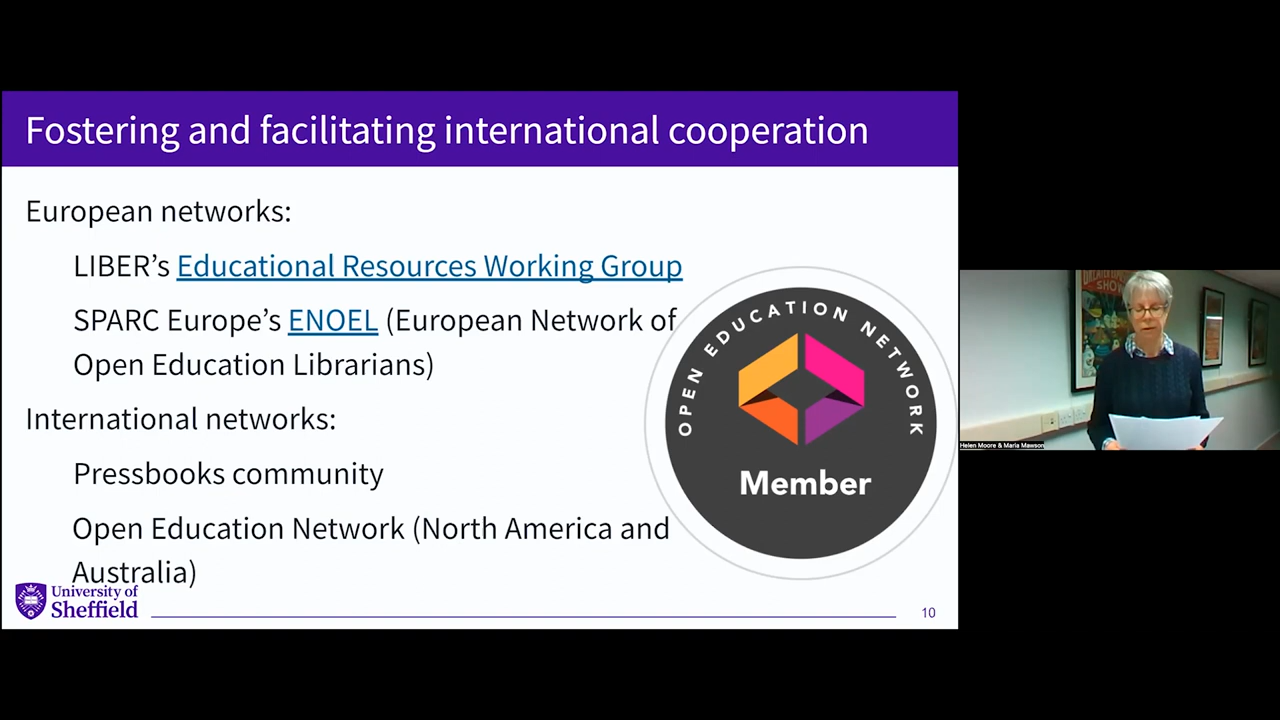 Fostering and facilitating international cooperation
European networks:
LIBER’s Educational Resources Working Group
SPARC Europe’s ENOEL (European Network of
Open Education Librarians)
International networks:
Pressbooks community
Open Education Network (North America and
Australia)
OPEN EDUCATION NETWORK
Member
University of
Sheffield
10
SHOW
Helen Moore & Maria Mawson